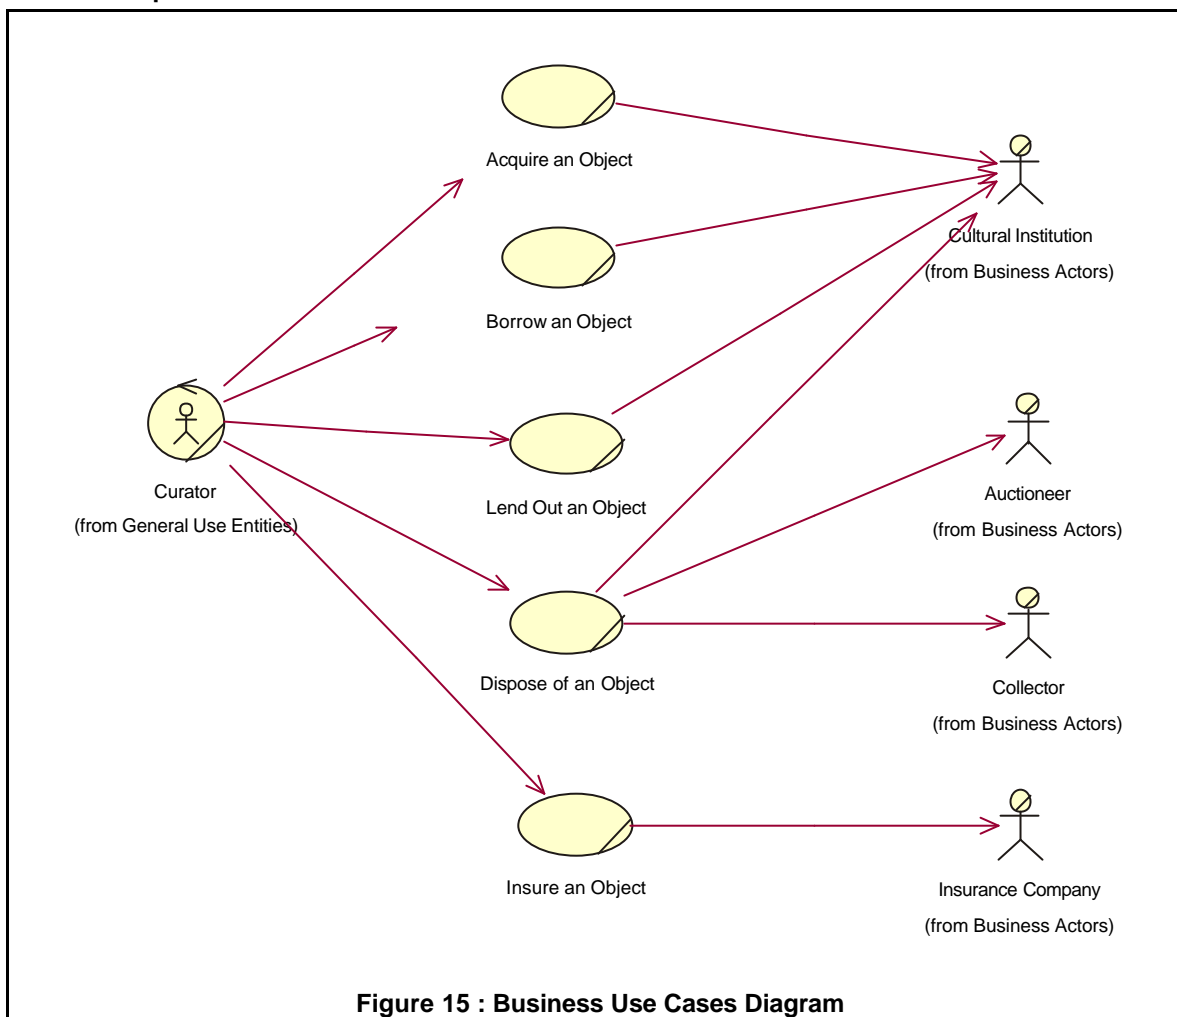 Acquire an Object
Cultural Institution
(from Business Actors)
Borrow an Object
Curator
(from General Use Entities)
Lend Out an Object
Auctioneer
(from Business Actors)
Dispose of an Object
Collector
(from Business Actors)
Insure an Object
Insurance Company
(from Business Actors)
Figure 15 : Business Use Cases Diagram